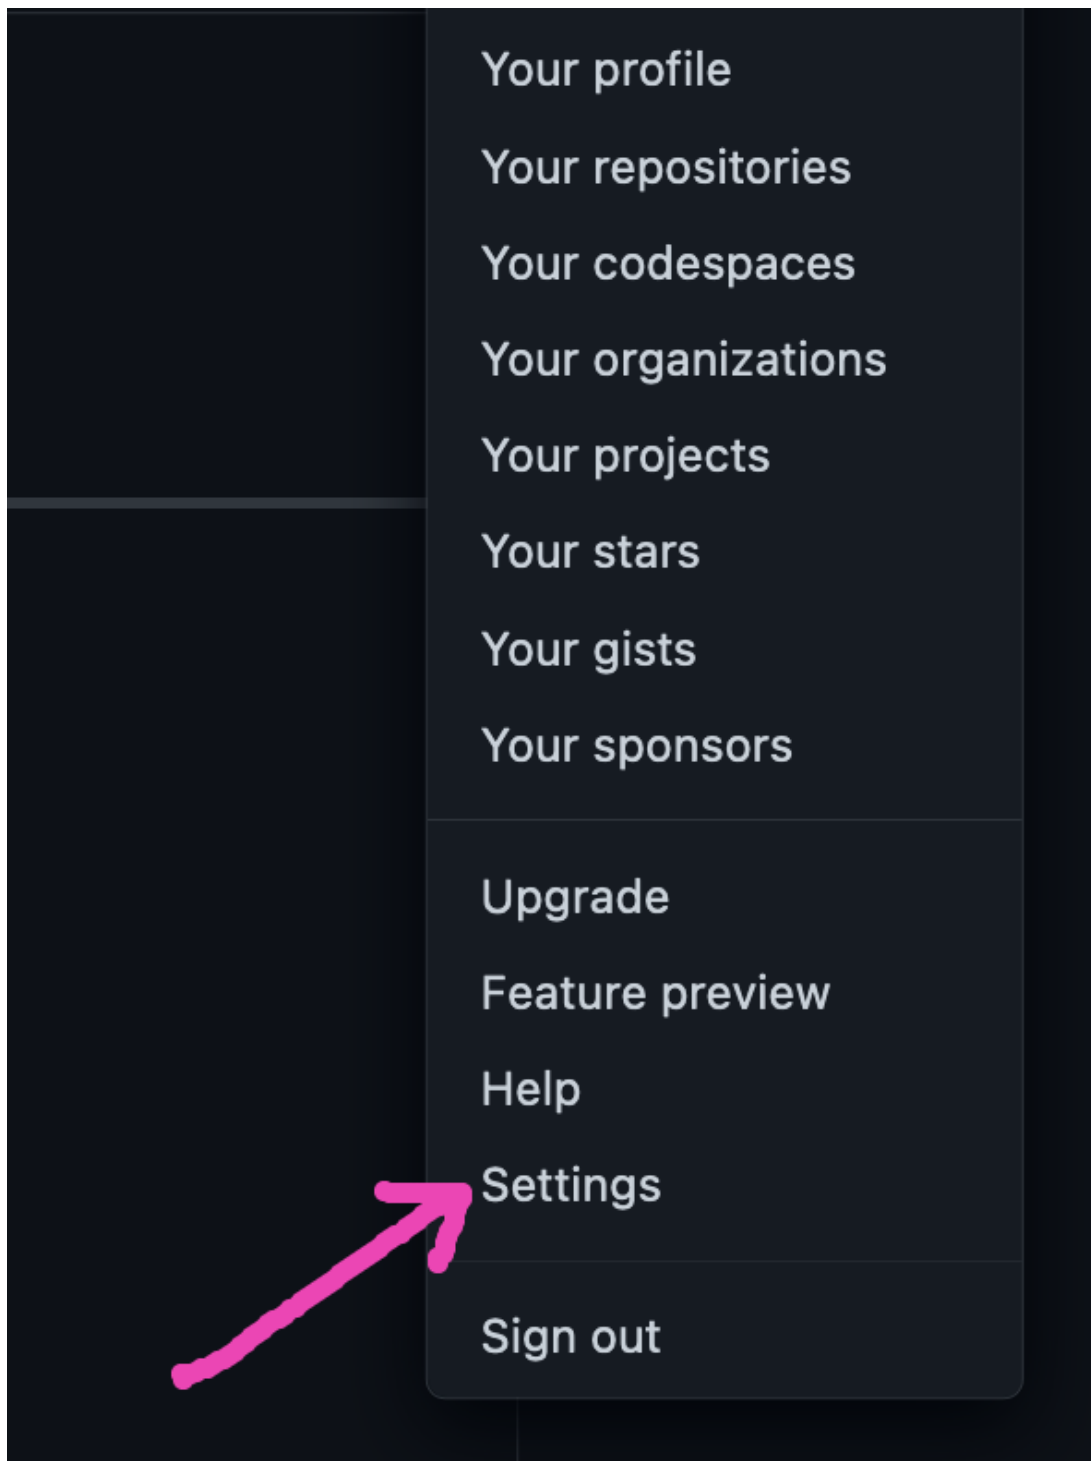 Your profile
Your repositories
Your codespaces
Your organizations
Your projects
Your stars
Your gists
Your sponsors
Upgrade
Feature preview
Help
Settings
Sign out